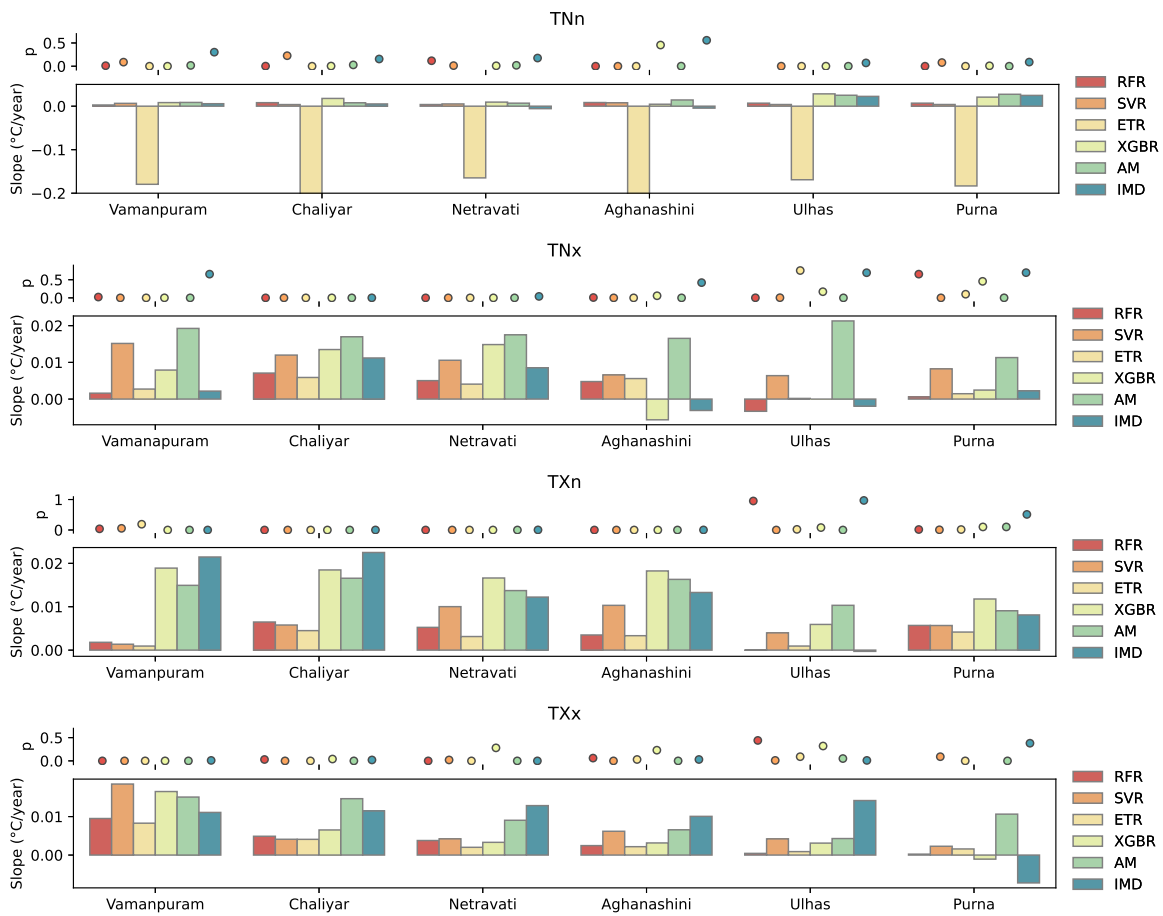 TNn
p
0.5
0.0
Slope (°C/year)
0.0
−0.1
−0.2
Vamanpuram Chaliyar Netravati Aghanashini Ulhas Purna
RFR
SVR
ETR
XGBR
AM
IMD
TNx
p
0.5
0.0
Slope (°C/year)
0.02
0.01
0.00
Vamanapuram Chaliyar Netravati Aghanashini Ulhas Purna
RFR
SVR
ETR
XGBR
AM
IMD
TXn
p
1
0
Slope (°C/year)
0.02
0.01
0.00
Vamanpuram Chaliyar Netravati Aghanashini Ulhas Purna
RFR
SVR
ETR
XGBR
AM
IMD
TXx
p
0.5
0.0
Slope (°C/year)
0.01
0.00
Vamanpuram Chaliyar Netravati Aghanashini Ulhas Purna
RFR
SVR
ETR
XGBR
AM
IMD